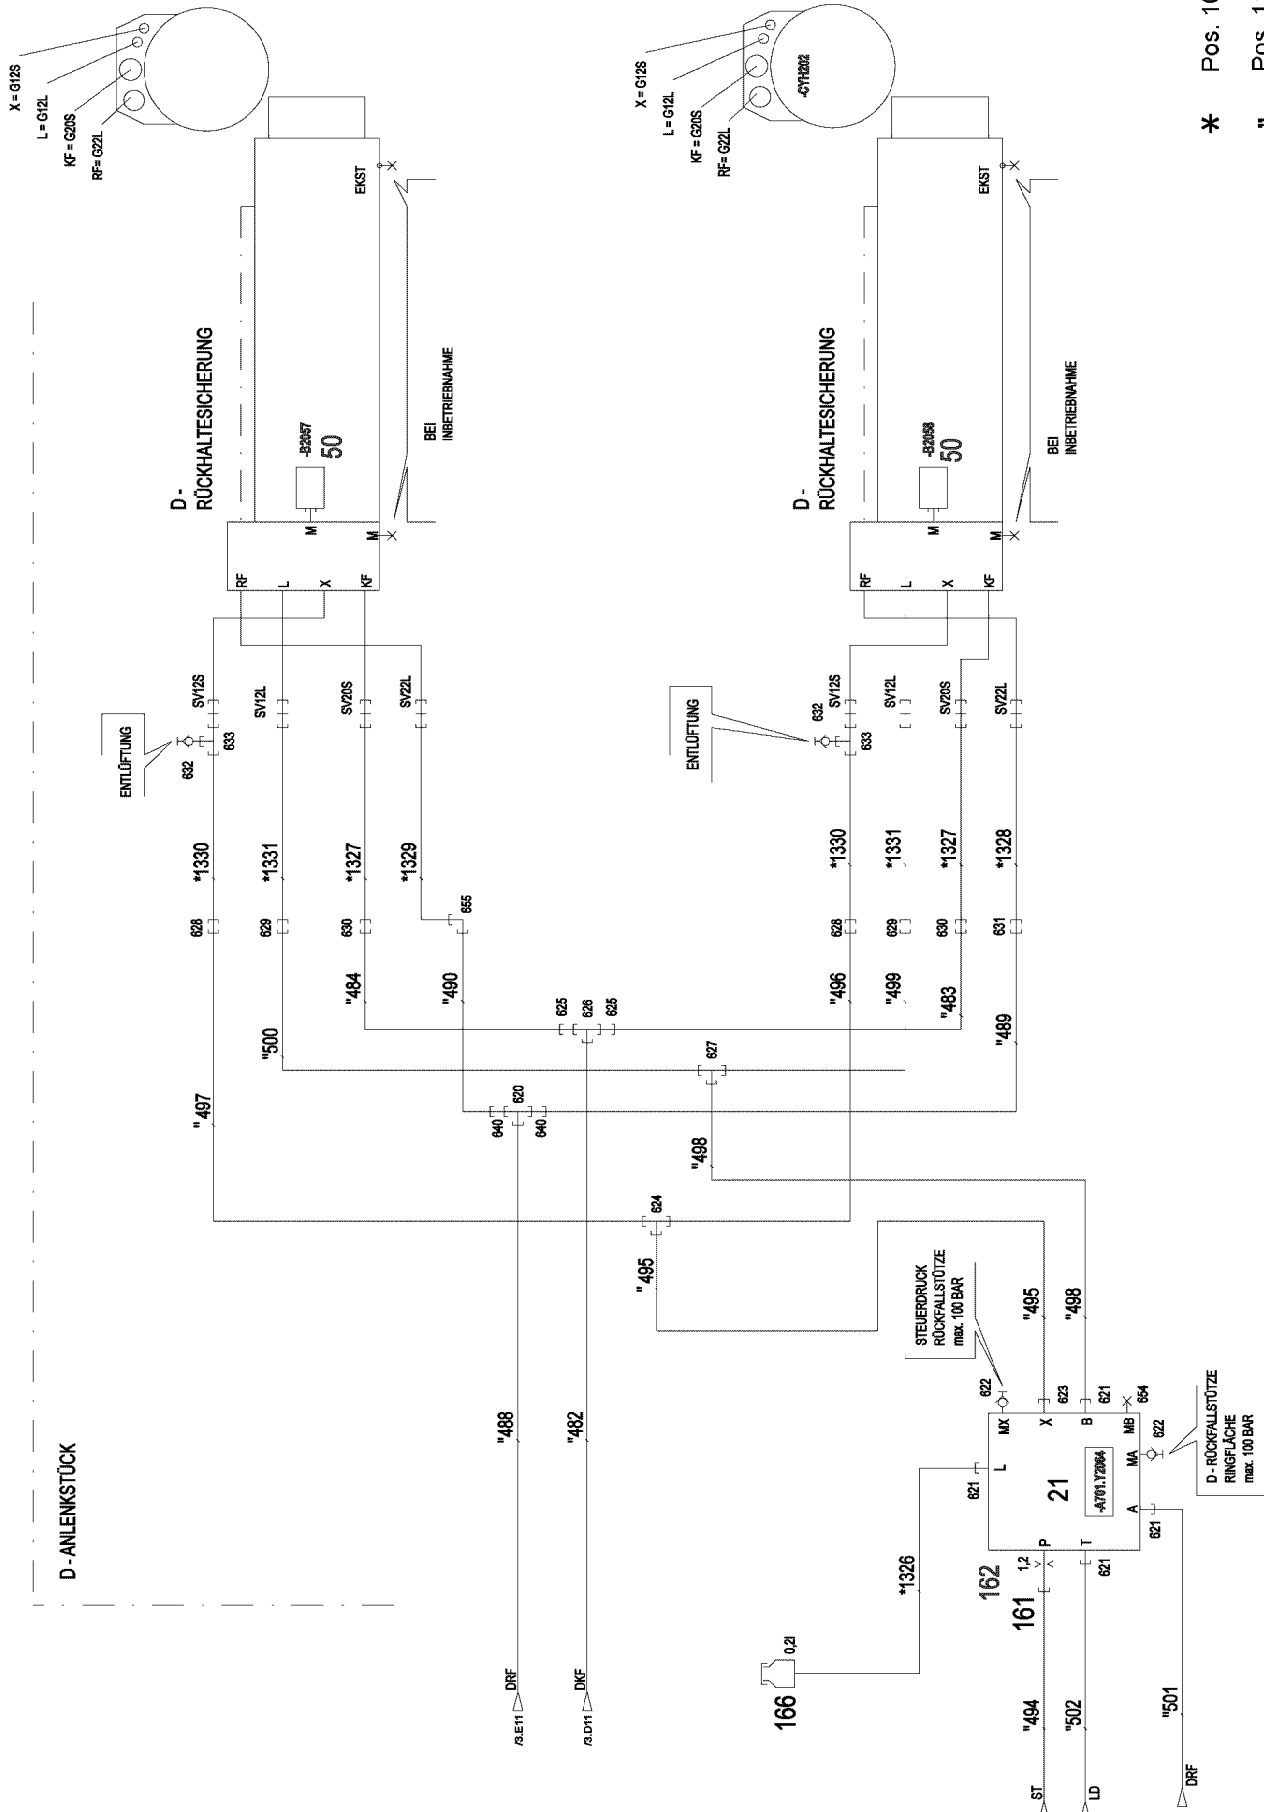 D - ANLENKSTÜCK
X = G12S
L = G12L
KF = G20S
RF= G22L
D -
RÜCKHALTESICHERUNG
-B2057
50
M
M
EKST
BEI
INBETRIEBNAHME
RF
L
X
KF
SV12S
SV12L
SV20S
SV22L
ENTLÜFTUNG
632
633
*1330
*1331
*1327
*1329
628
629
630
655
"497
"500
"484
"490
X = G12S
L = G12L
KF = G20S
RF= G22L
-CYH202
D -
RÜCKHALTESICHERUNG
-B2058
50
M
M
EKST
BEI
INBETRIEBNAHME
RF
L
X
KF
SV12S
SV12L
SV20S
SV22L
ENTLÜFTUNG
632
633
*1330
*1331
*1327
*1328
628
629
630
631
"496
"499
"483
"489
625
626
625
627
640
620
640
"498
624
"495
"488
"482
DRF
/3.E11
DKF
/3.D11
STEUERDRUCK
RÜCKFALLSTÜTZE
max. 100 BAR
"495
"498
622
623
621
654
MX
X
B
MB
L
621
21
-A701.Y2064
MA
622
D - RÜCKFALLSTÜTZE
RINGFLÄCHE
max. 100 BAR
P
T
A
1,2
621
621
162
161
*1326
0,2l
166
"494
"502
"501
ST
LD
DRF
* Pos.
" Pos.